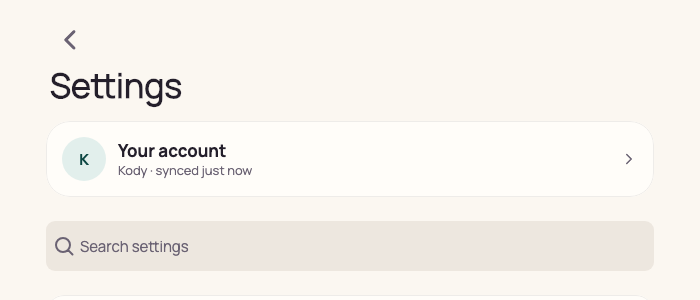 Settings
K
Your account
Kody · synced just now
Search settings